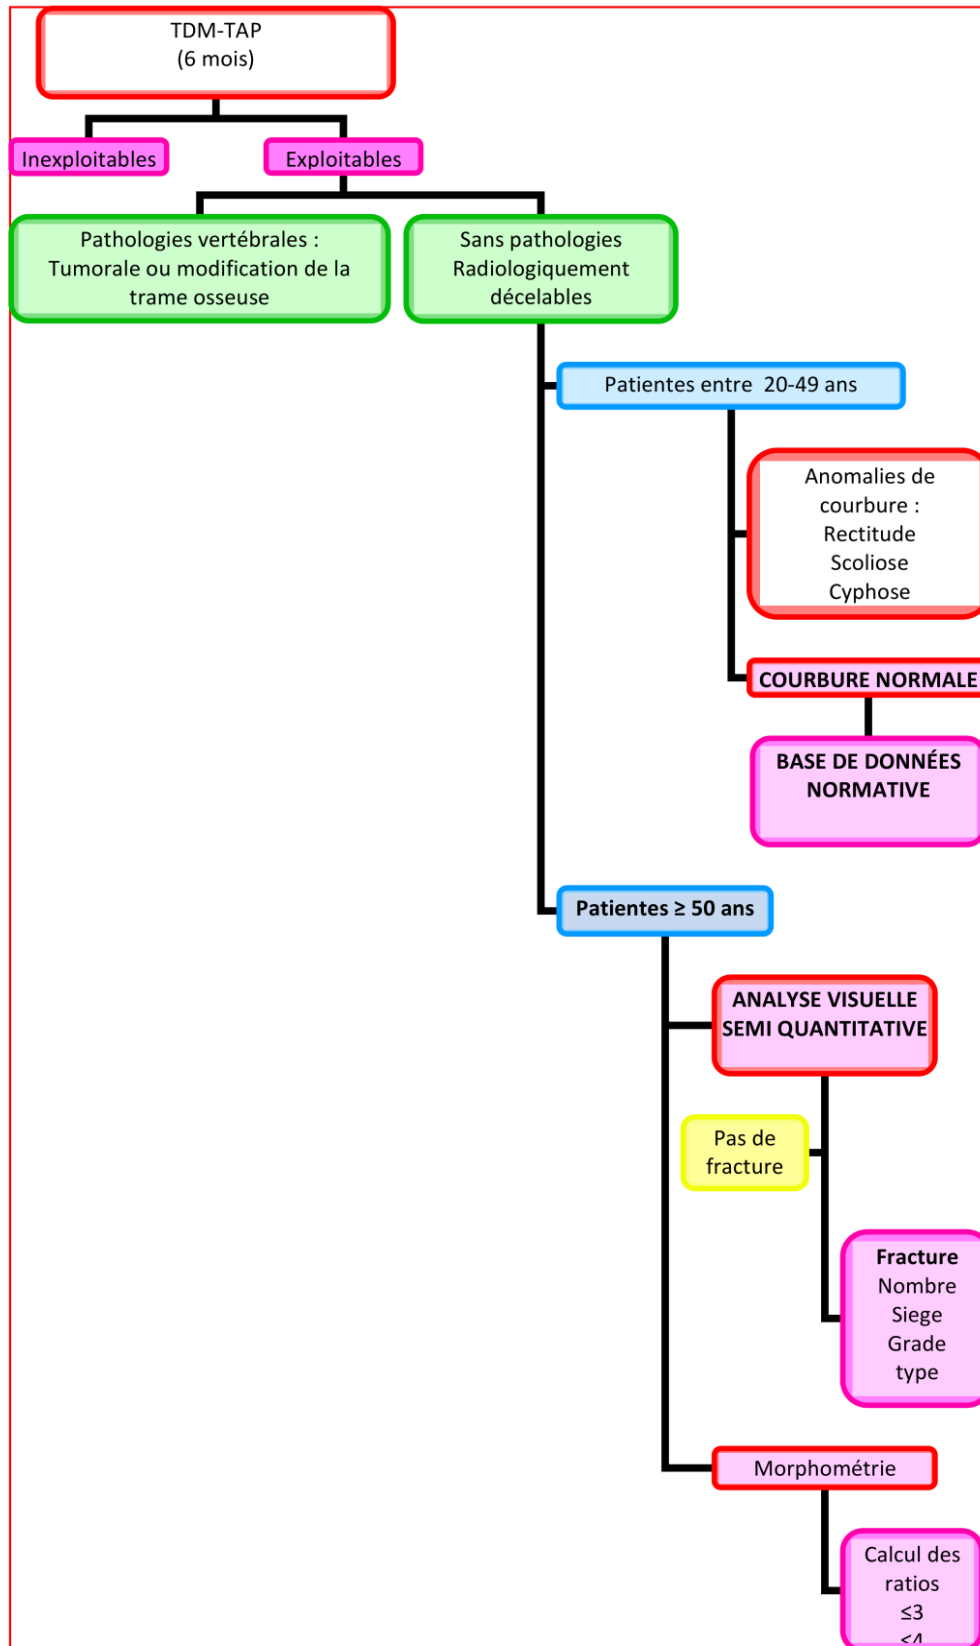 TDM-TAP
(6 mois)
Inexploitables
Exploitables
Pathologies vertébrales :
Tumorale ou modification de la
trame osseuse
Sans pathologies
Radiologiquement
décelables
Patientes entre 20-49 ans
Anomalies de
courbure :
Rectitude
Scoliose
Cyphose
COURBURE NORMALE
BASE DE DONNÉES
NORMATIVE
Patientes ≥ 50 ans
ANALYSE VISUELLE
SEMI QUANTITATIVE
Pas de
fracture
Fracture
Nombre
Siege
Grade
type
Morphométrie
Calcul des
ratios
≤3